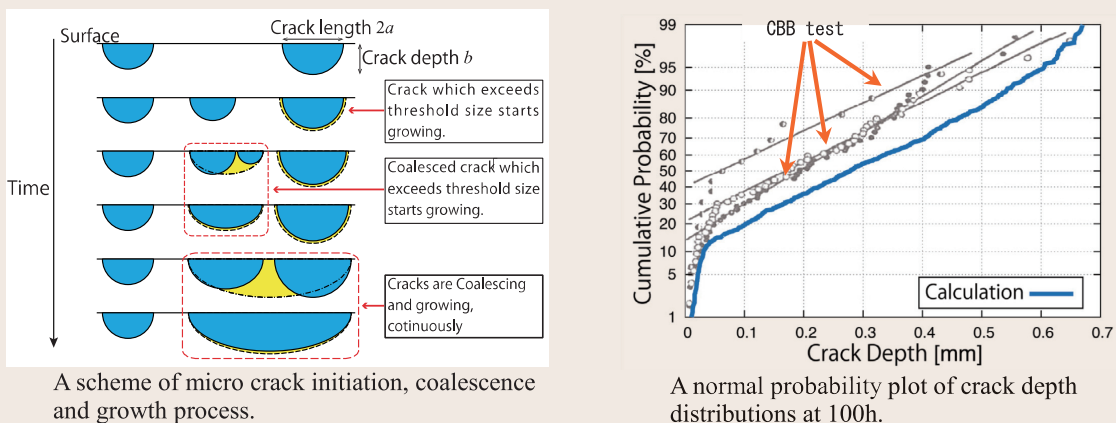 Surface
Crack length 2a
Crack depth b
Crack which exceeds
threshold size starts
growing.
Time
Coalesced crack which
exceeds threshold size
starts growing.
Cracks are Coalescing
and growing,
cotinuously
A scheme of micro crack initiation, coalescence
and growth process.
CBB test
Cumulative Probability [%]
99
95
90
80
70
60
50
40
30
20
10
5
1
Calculation
0 0.1 0.2 0.3 0.4 0.5 0.6 0.7
Crack Depth [mm]
A normal probability plot of crack depth
distributions at 100h.